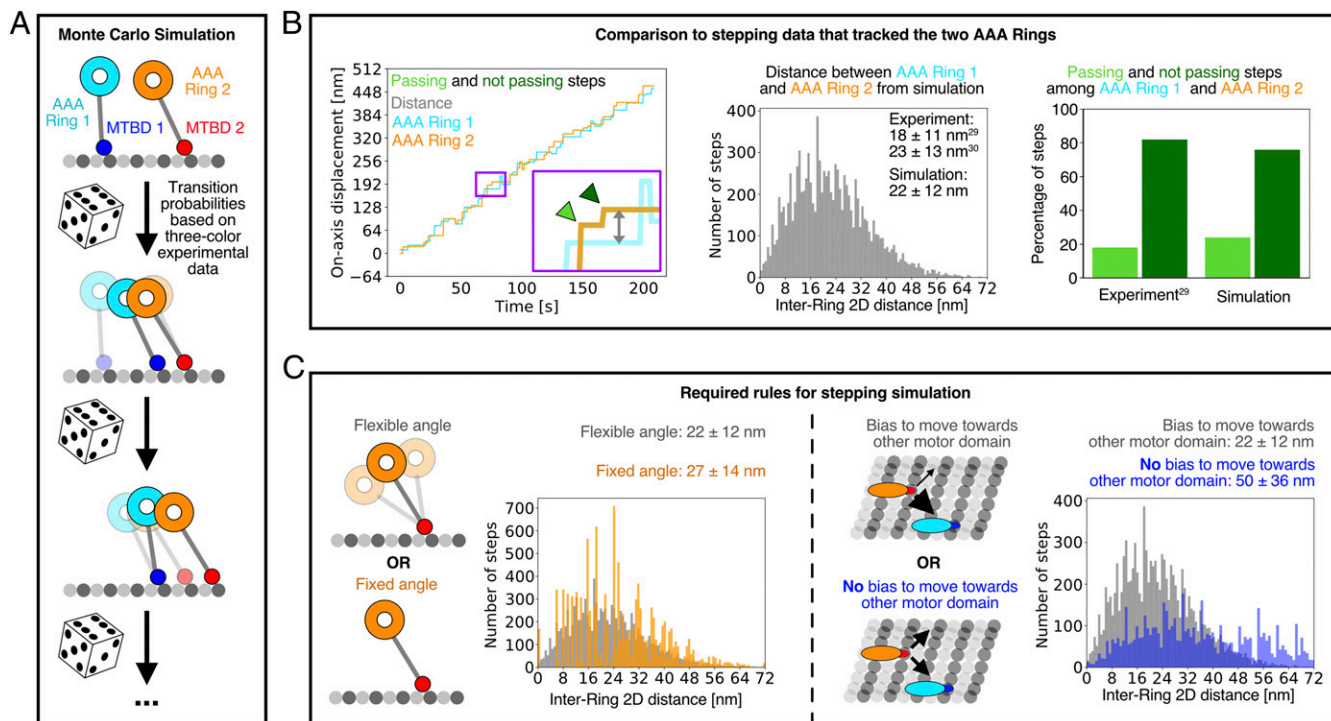 A
Monte Carlo Simulation
AAA
Ring 1
AAA
Ring 2
MTBD 1
MTBD 2
Transition
probabilities
based on
three-color
experimental
data
...
B
Comparison to stepping data that tracked the two AAA Rings
Passing and not passing steps
Distance
AAA Ring 1
AAA Ring 2
On-axis displacement [nm]
512
448
384
320
256
192
128
64
0
−64
0 50 100 150 200
Time [s]
Distance between AAA Ring 1
and AAA Ring 2 from simulation
Experiment:
18 ± 11 nm²⁹
23 ± 13 nm³⁰
Simulation:
22 ± 12 nm
Number of steps
400
300
200
100
0
0 8 16 24 32 40 48 56 64 72
Inter-Ring 2D distance [nm]
Passing and not passing steps
among AAA Ring 1 and AAA Ring 2
Percentage of steps
100
80
60
40
20
0
Experiment²⁹ Simulation
C
Required rules for stepping simulation
Flexible angle
OR
Fixed angle
Flexible angle: 22 ± 12 nm
Fixed angle: 27 ± 14 nm
Number of steps
700
600
500
400
300
200
100
0
0 8 16 24 32 40 48 56 64 72
Inter-Ring 2D distance [nm]
Bias to move towards
other motor domain
OR
No bias to move towards
other motor domain
Bias to move towards
other motor domain: 22 ± 12 nm
No bias to move towards
other motor domain: 50 ± 36 nm
Number of steps
400
300
200
100
0
0 8 16 24 32 40 48 56 64 72
Inter-Ring 2D distance [nm]